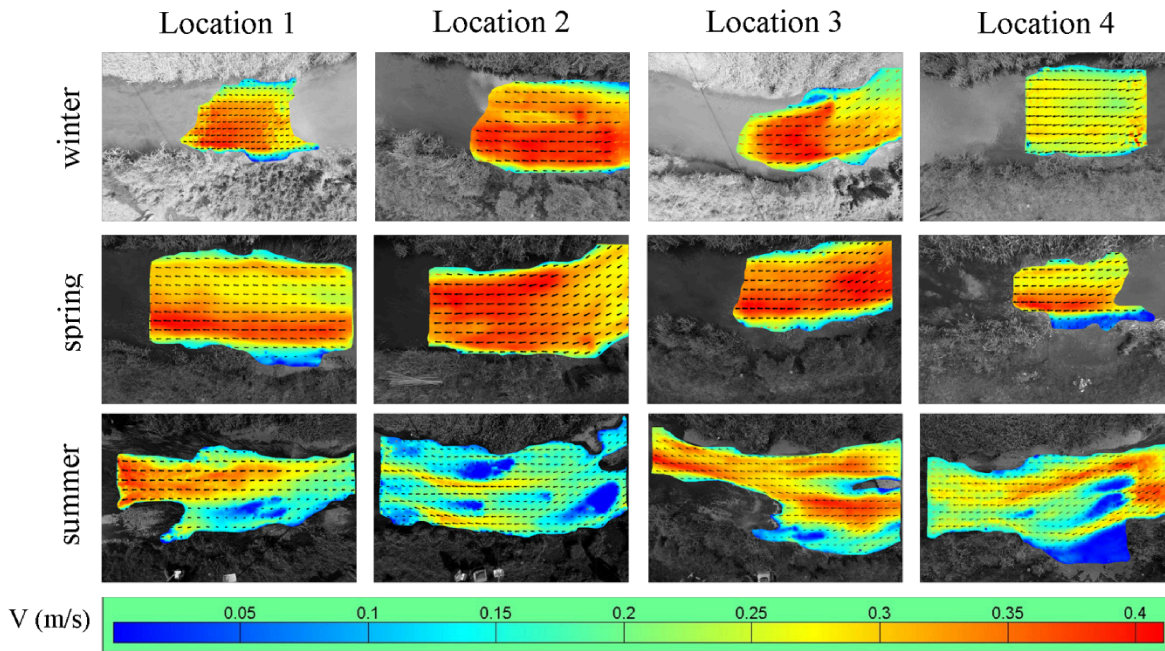 Location 1 Location 2 Location 3 Location 4
winter
spring
summer
V (m/s) 0.05 0.1 0.15 0.2 0.25 0.3 0.35 0.4